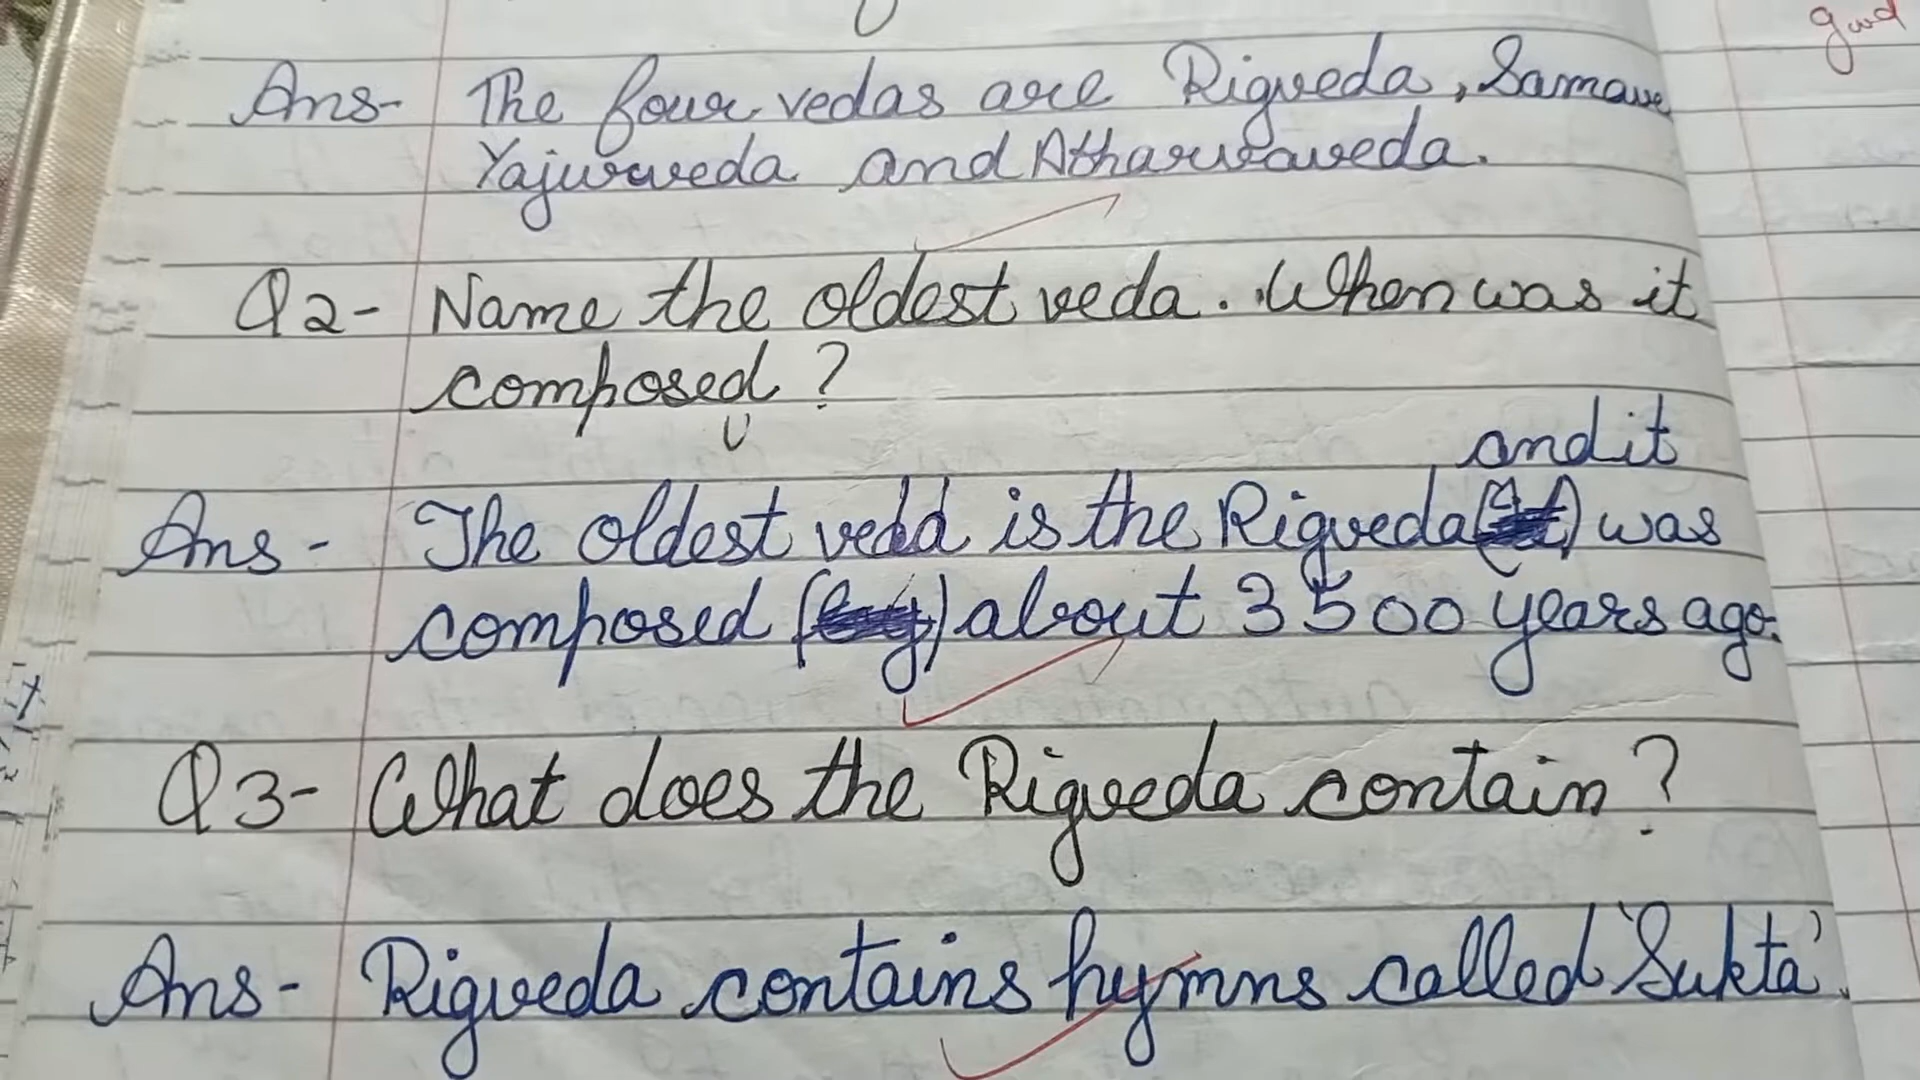 good
Ans- The four vedas are Rigveda, Samave
Yajurveda and Atharvaveda.
Q2- Name the oldest veda. When was it
composed?
and it
Ans- The oldest veda is the Rigveda ( ) was
composed ( ) about 3500 years ago.
Q3- What does the Rigveda contain?
Ans- Rigveda contains hymns called 'Sukta'.